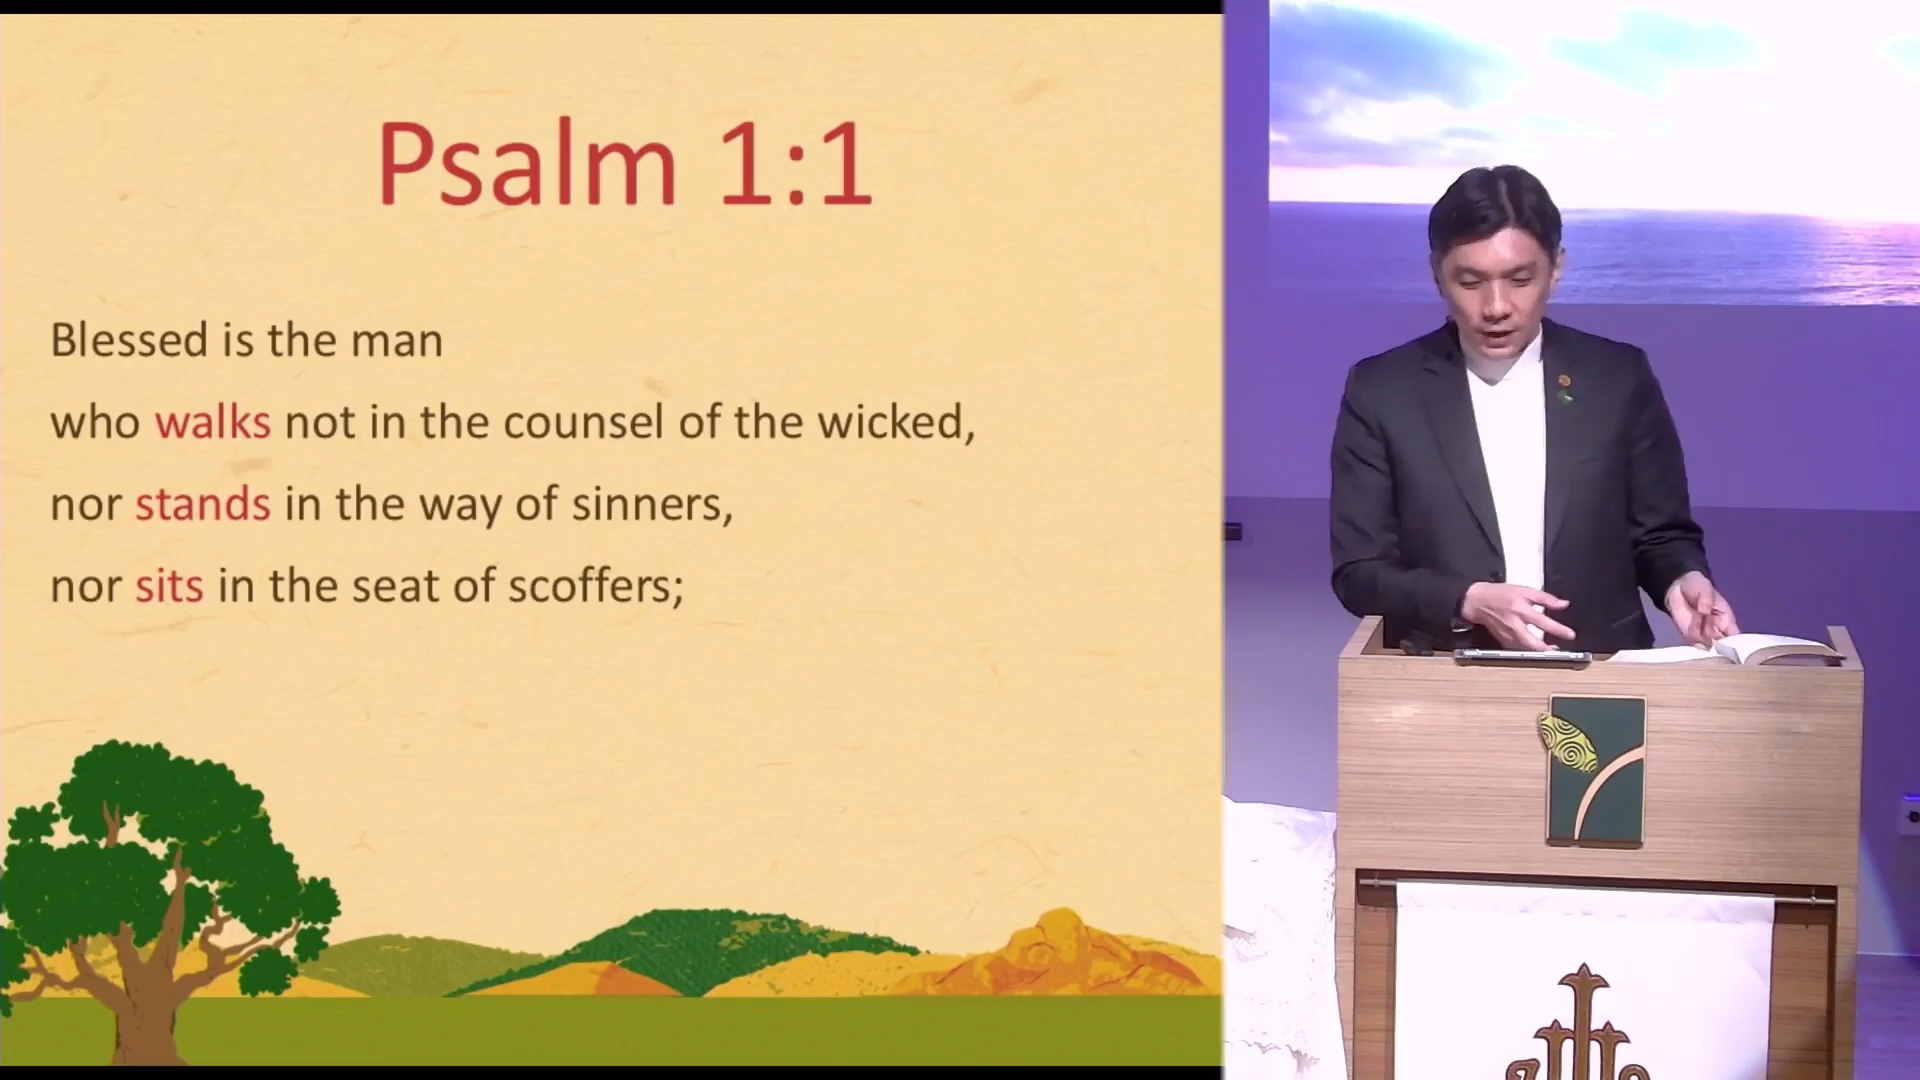 Psalm 1:1
Blessed is the man
who walks not in the counsel of the wicked,
nor stands in the way of sinners,
nor sits in the seat of scoffers;